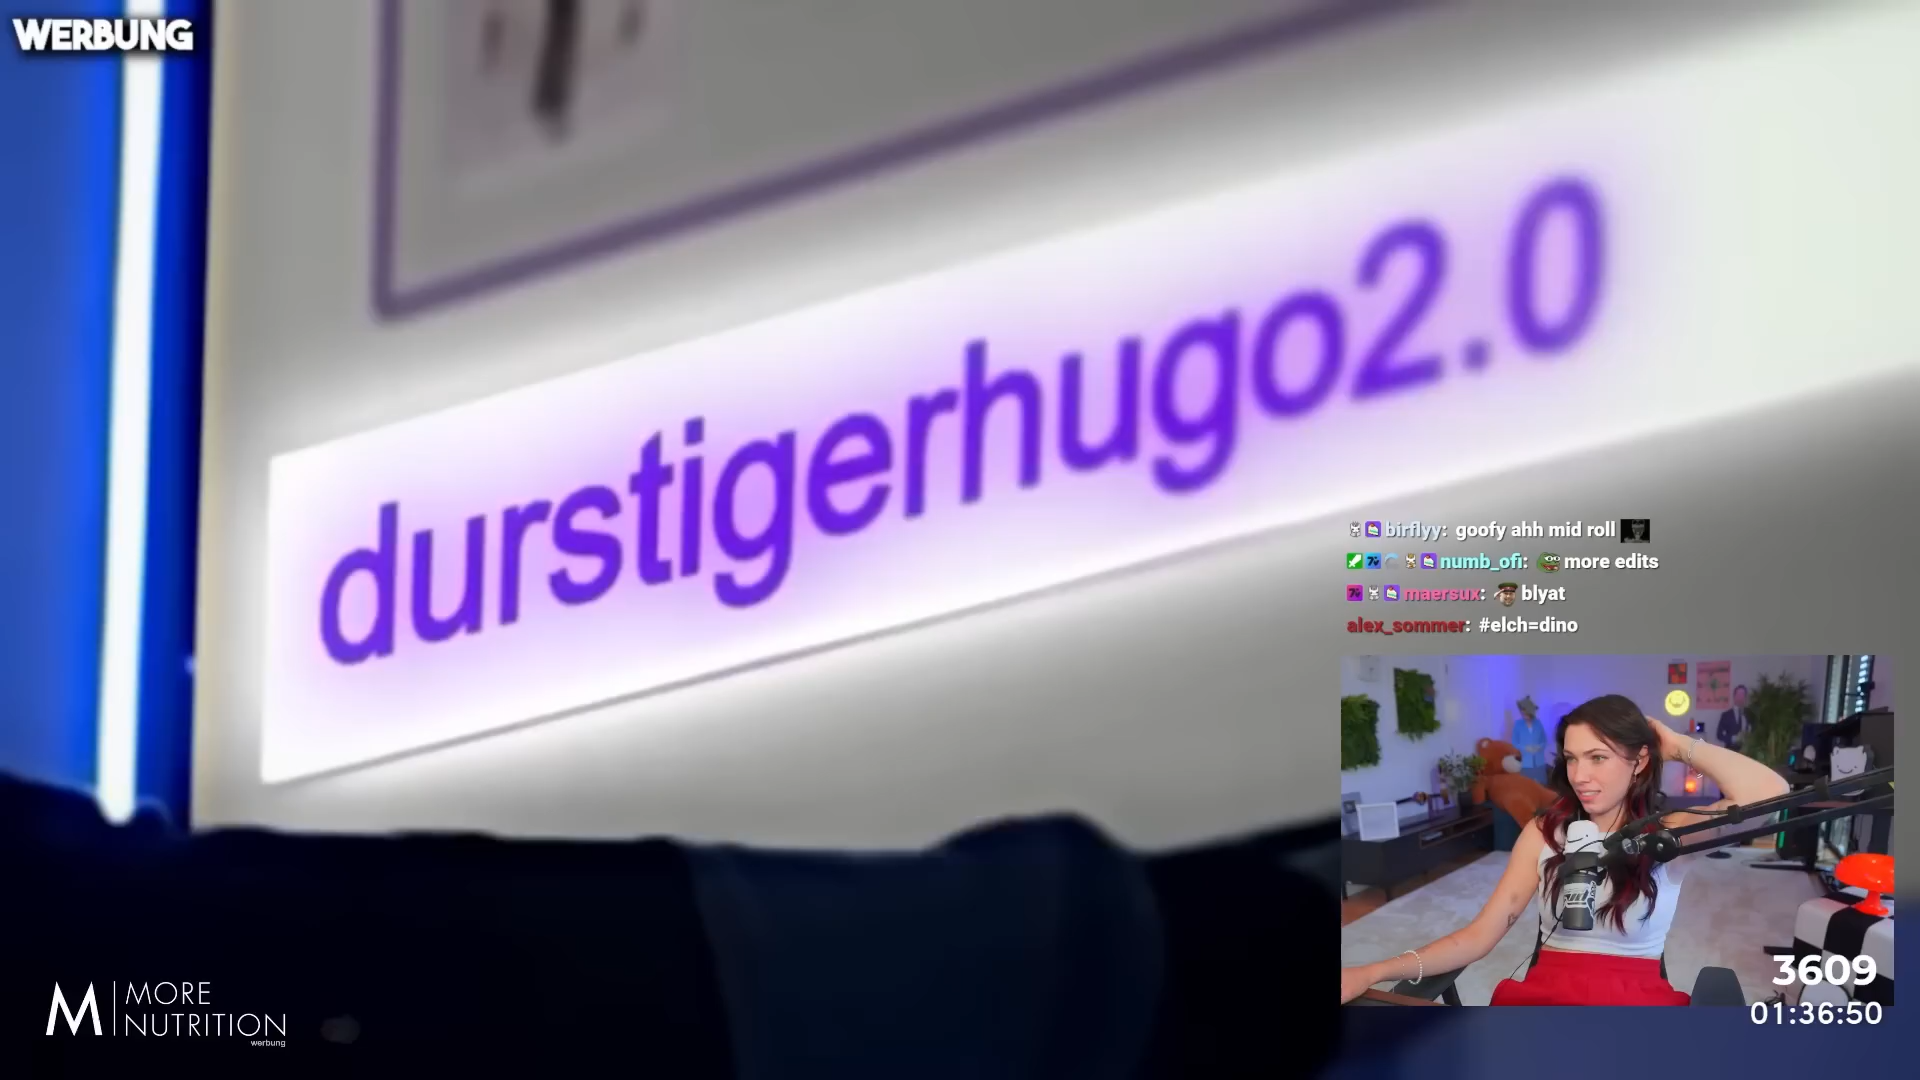 WERBUNG
durstigerhugo2.0
birflyy: goofy ahh mid roll
numb_ofi: more edits
maersux: blyat
alex_sommer: #elch=dino
3609
01:36:50
M MORE
NUTRITION
werbung